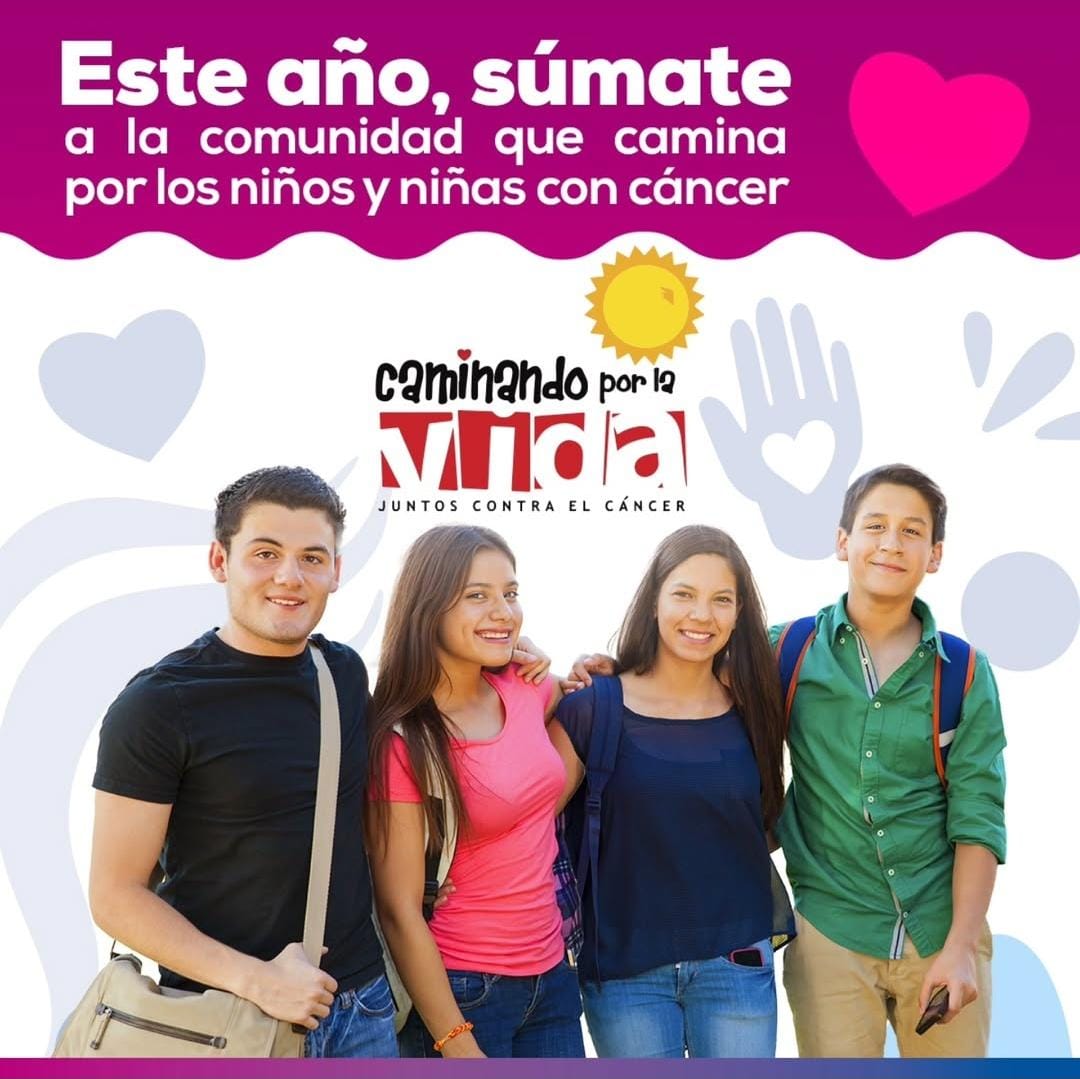 Este año, súmate
a la comunidad que camina
por los niños y niñas con cáncer
caminando por la
vida
JUNTOS CONTRA EL CÁNCER